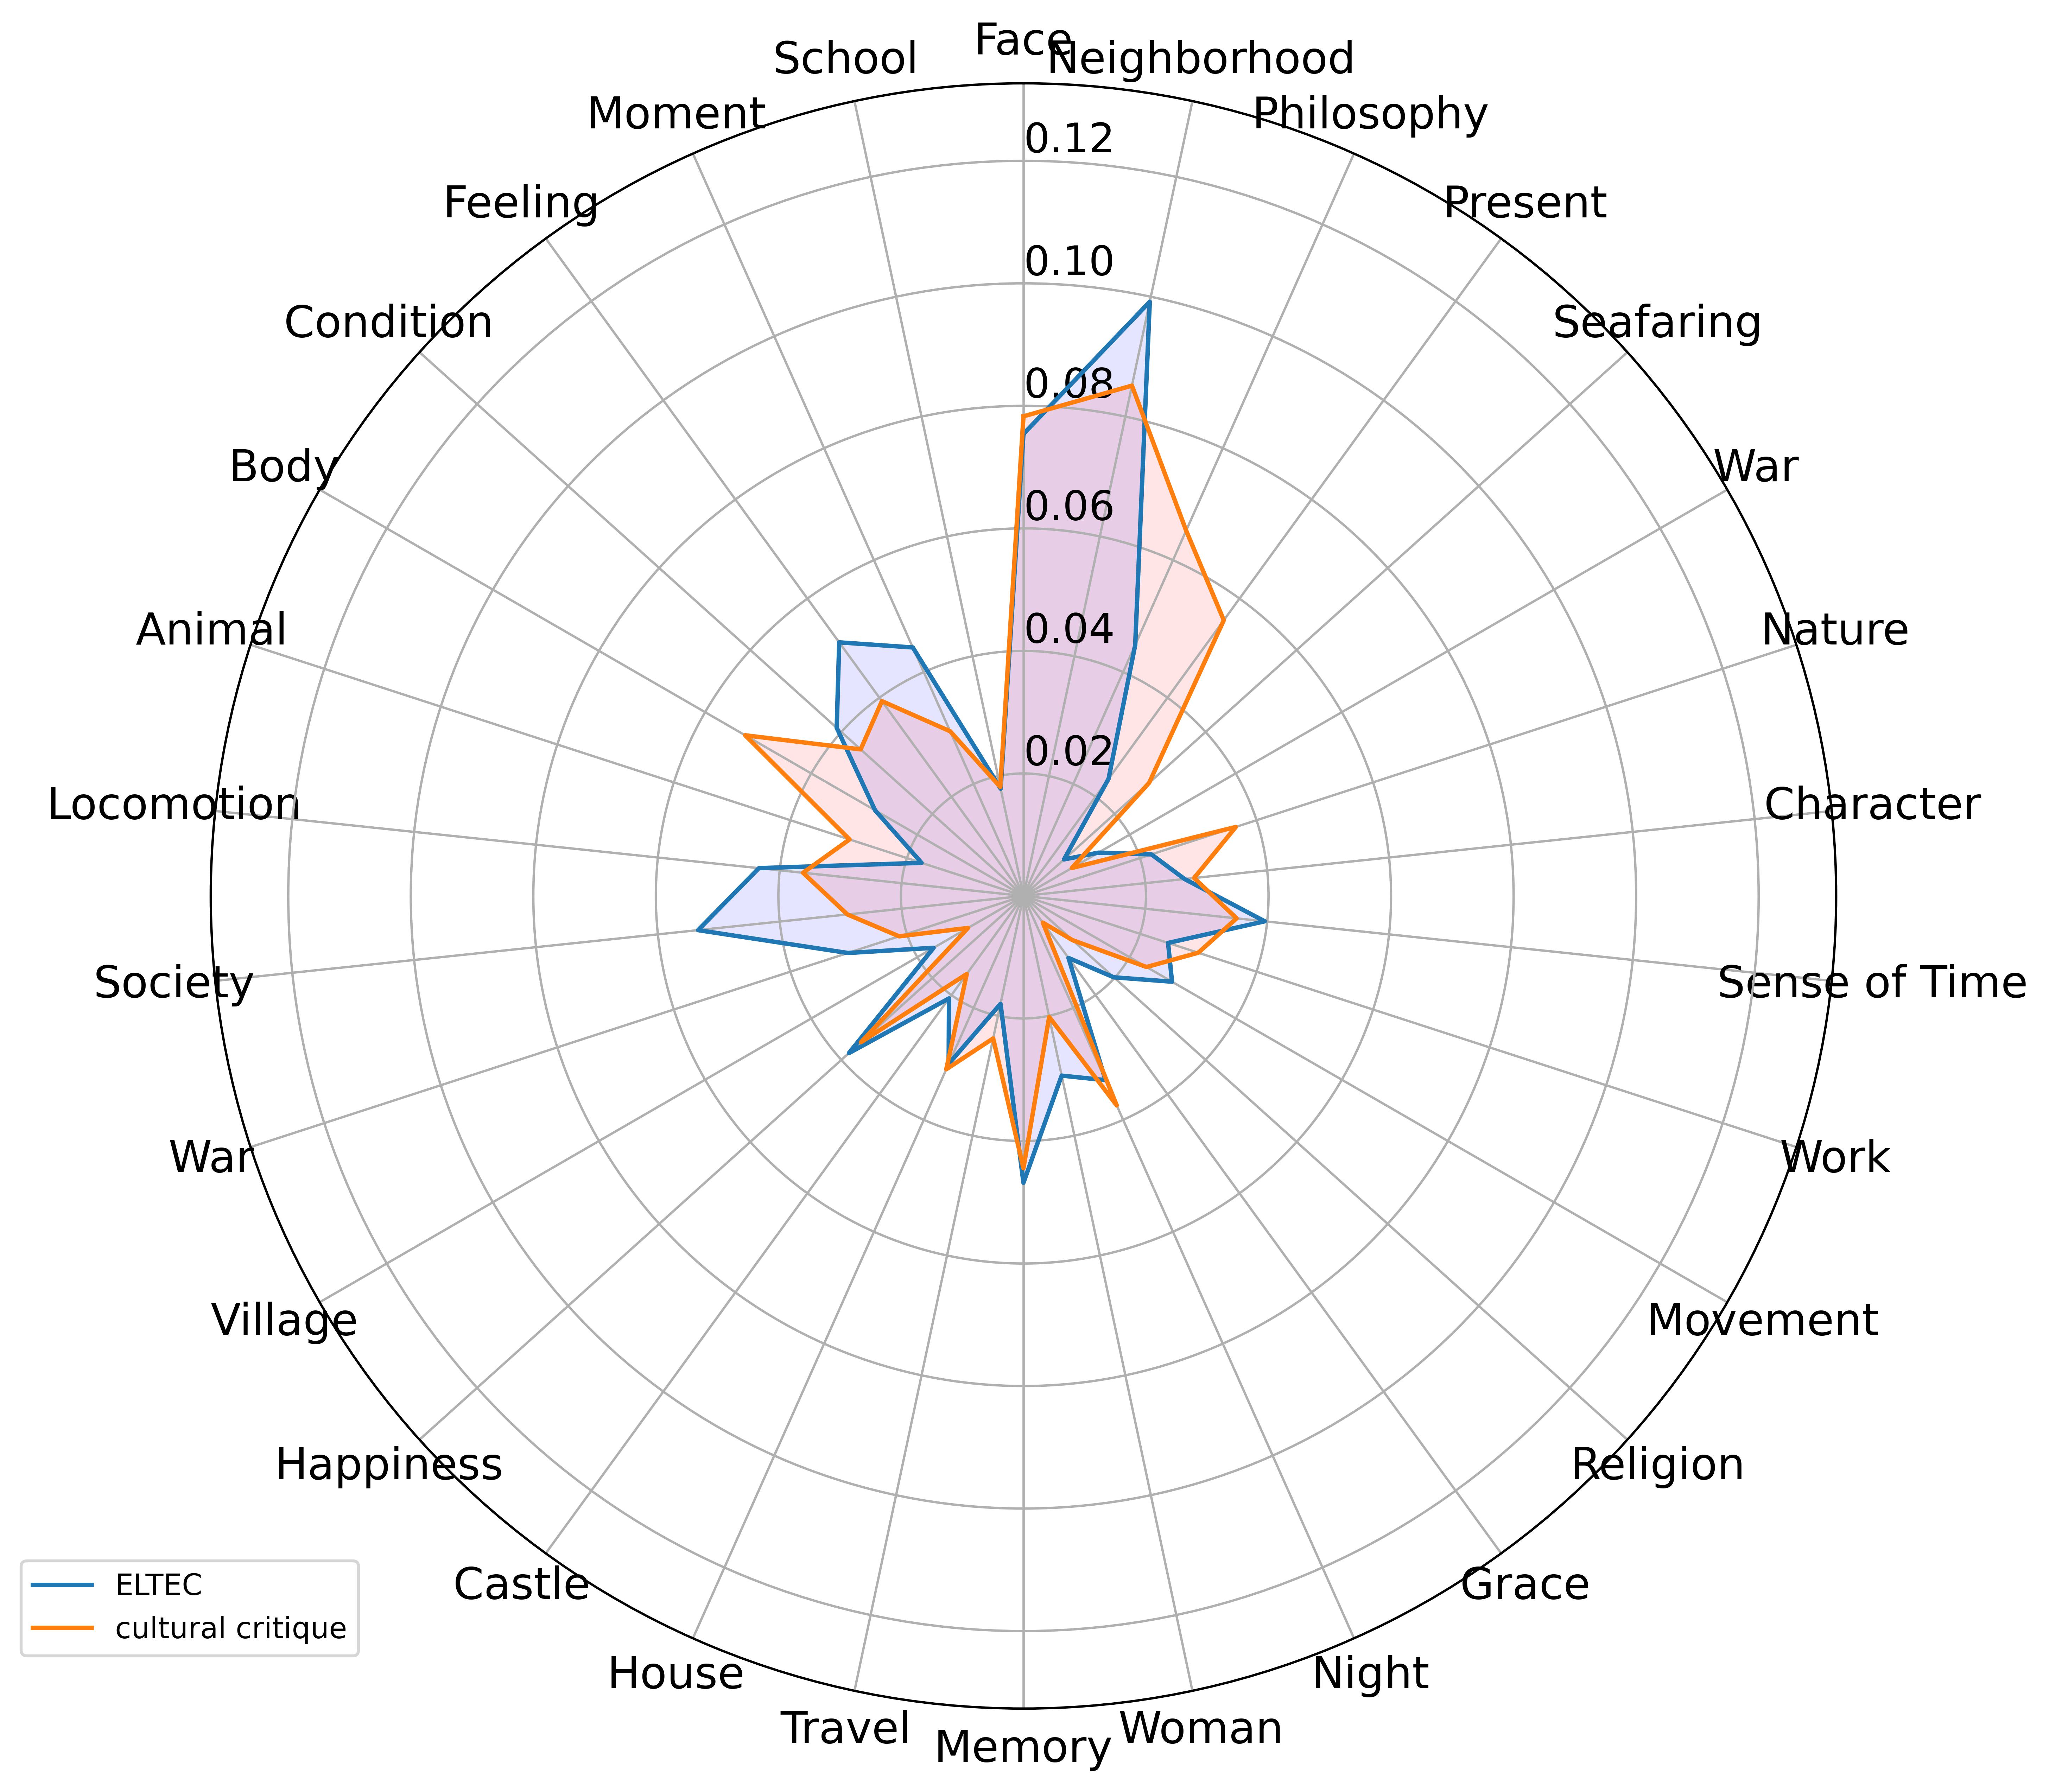 Face
School
Neighborhood
Moment
Philosophy
0.12
Feeling
Present
0.10
Condition
Seafaring
0.08
Body
War
0.06
Animal
Nature
0.04
0.02
Locomotion
Character
Society
Sense of Time
War
Work
Village
Movement
Happiness
Religion
Castle
Grace
ELTEC
cultural critique
House
Night
Travel
Woman
Memory